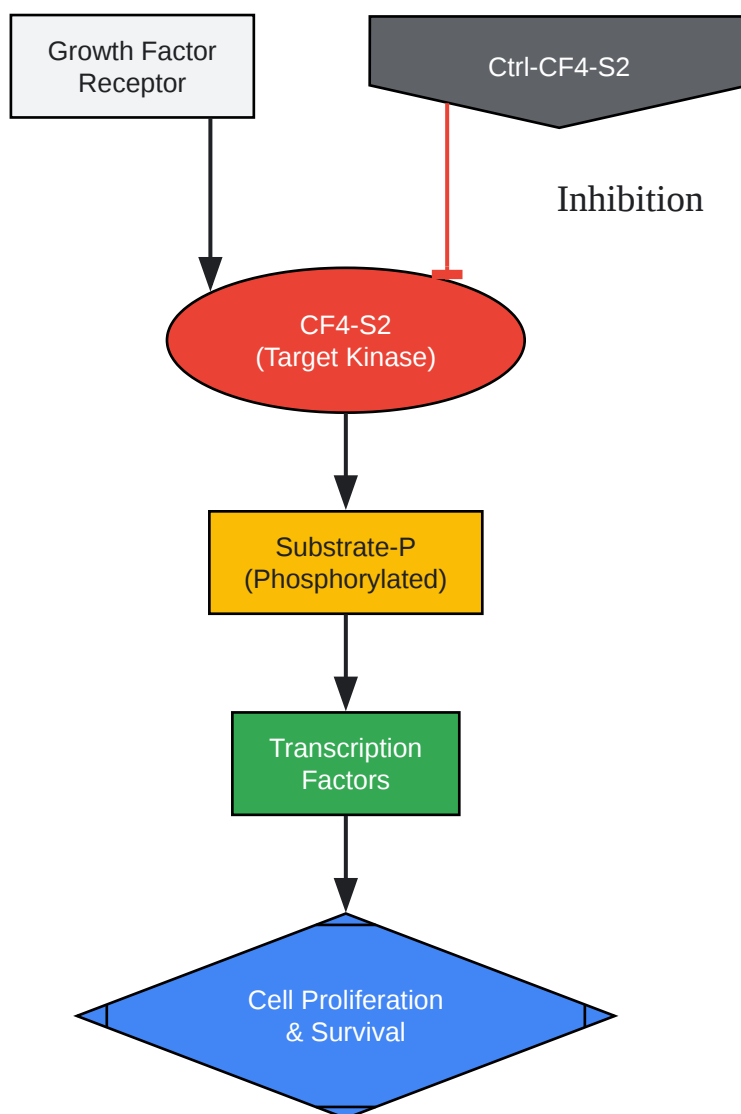 Growth Factor
Receptor
Ctrl-CF4-S2
Inhibition
CF4-S2
(Target Kinase)
Substrate-P
(Phosphorylated)
Transcription
Factors
Cell Proliferation
& Survival